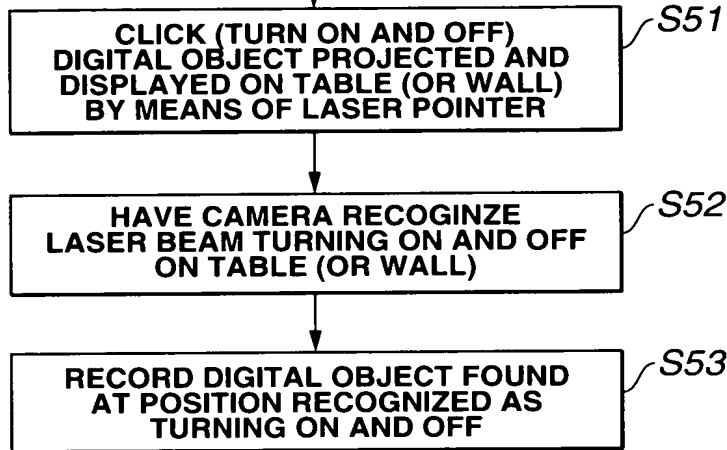 CLICK (TURN ON AND OFF)
DIGITAL OBJECT PROJECTED AND
DISPLAYED ON TABLE (OR WALL)
BY MEANS OF LASER POINTER
S51
HAVE CAMERA RECOGINZE
LASER BEAM TURNING ON AND OFF
ON TABLE (OR WALL)
S52
RECORD DIGITAL OBJECT FOUND
AT POSITION RECOGNIZED AS
TURNING ON AND OFF
S53